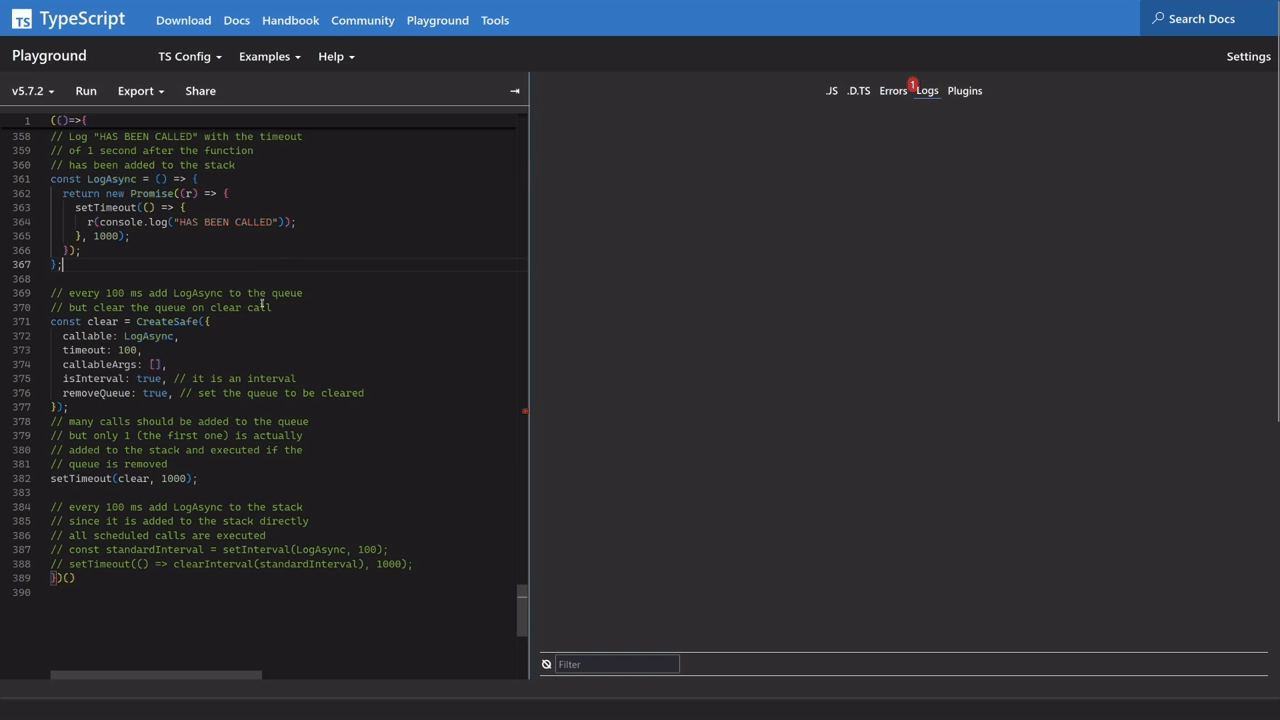 TS TypeScript Download Docs Handbook Community Playground Tools Search Docs
Playground TS Config Examples Help Settings
v5.7.2 Run Export Share .JS .D.TS Errors 1 Logs Plugins
1 (()=>{
358 // Log "HAS BEEN CALLED" with the timeout
359 // of 1 second after the function
360 // has been added to the stack
361 const LogAsync = () => {
362 return new Promise((r) => {
363 setTimeout(() => {
364 r(console.log("HAS BEEN CALLED"));
365 }, 1000);
366 });
367 };
368
369 // every 100 ms add LogAsync to the queue
370 // but clear the queue on clear call
371 const clear = CreateSafe({
372 callable: LogAsync,
373 timeout: 100,
374 callableArgs: [],
375 isInterval: true, // it is an interval
376 removeQueue: true, // set the queue to be cleared
377 });
378 // many calls should be added to the queue
379 // but only 1 (the first one) is actually
380 // added to the stack and executed if the
381 // queue is removed
382 setTimeout(clear, 1000);
383
384 // every 100 ms add LogAsync to the stack
385 // since it is added to the stack directly
386 // all scheduled calls are executed
387 // const standardInterval = setInterval(LogAsync, 100);
388 // setTimeout(() => clearInterval(standardInterval), 1000);
389 })()
390
Filter